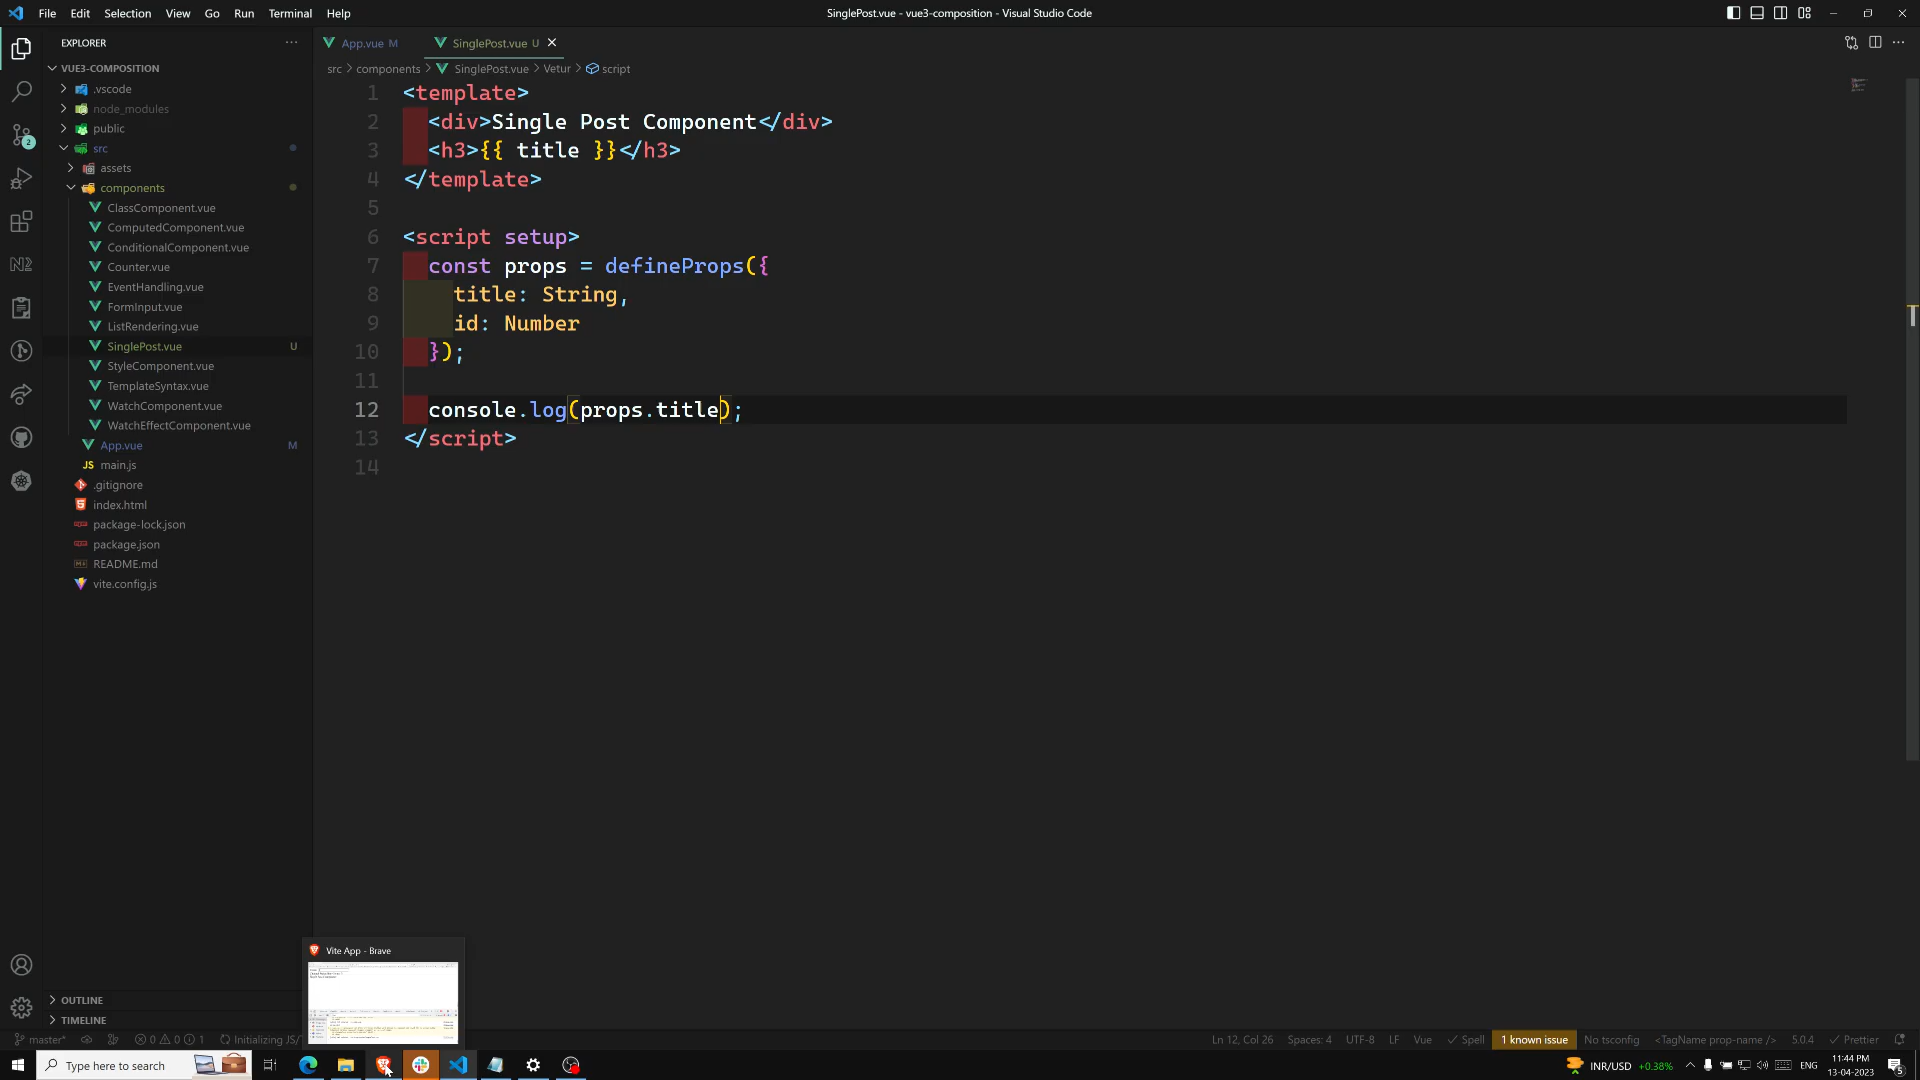 File Edit Selection View Go Run Terminal Help
SinglePost.vue - vue3-composition - Visual Studio Code
EXPLORER
VUE3-COMPOSITION
.vscode
node_modules
public
src
assets
components
ClassComponent.vue
ComputedComponent.vue
ConditionalComponent.vue
Counter.vue
EventHandling.vue
FormInput.vue
ListRendering.vue
SinglePost.vue U
StyleComponent.vue
TemplateSyntax.vue
WatchComponent.vue
WatchEffectComponent.vue
App.vue M
JS main.js
.gitignore
index.html
package-lock.json
package.json
README.md
vite.config.js
OUTLINE
TIMELINE
App.vue M SinglePost.vue U
src > components > SinglePost.vue > Vetur > script
1 <template>
2 <div>Single Post Component</div>
3 <h3>{{ title }}</h3>
4 </template>
5
6 <script setup>
7 const props = defineProps({
8 title: String,
9 id: Number
10 });
11
12 console.log(props.title);
13 </script>
14
Vite App - Brave
master* 0 0 1 Initializing JS/
Ln 12, Col 26 Spaces: 4 UTF-8 LF Vue Spell 1 known issue No tsconfig <TagName prop-name /> 5.0.4 Prettier
Type here to search
INR/USD +0.38% ENG
11:44 PM
13-04-2023
5